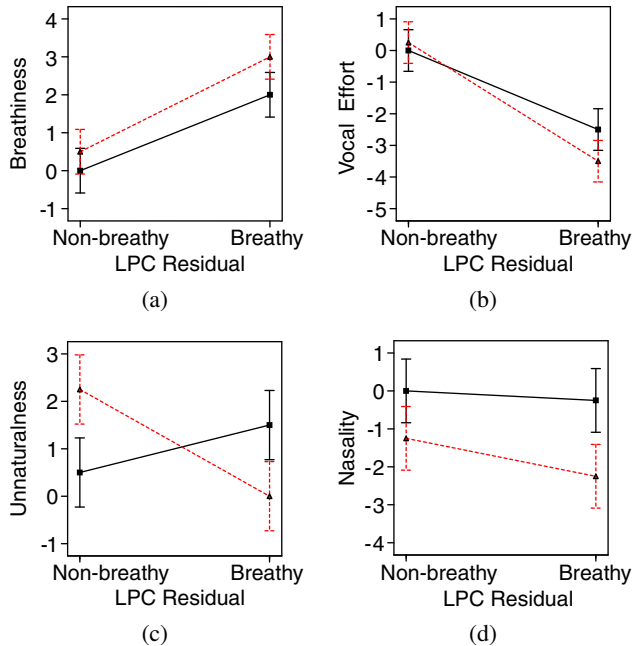 4
3
2
1
0
-1
Breathiness
Non-breathy Breathy
LPC Residual
(a)
1
0
-1
-2
-3
-4
-5
Vocal Effort
Non-breathy Breathy
LPC Residual
(b)
3
2
1
0
-1
Unnaturalness
Non-breathy Breathy
LPC Residual
(c)
1
0
-1
-2
-3
-4
Nasality
Non-breathy Breathy
LPC Residual
(d)